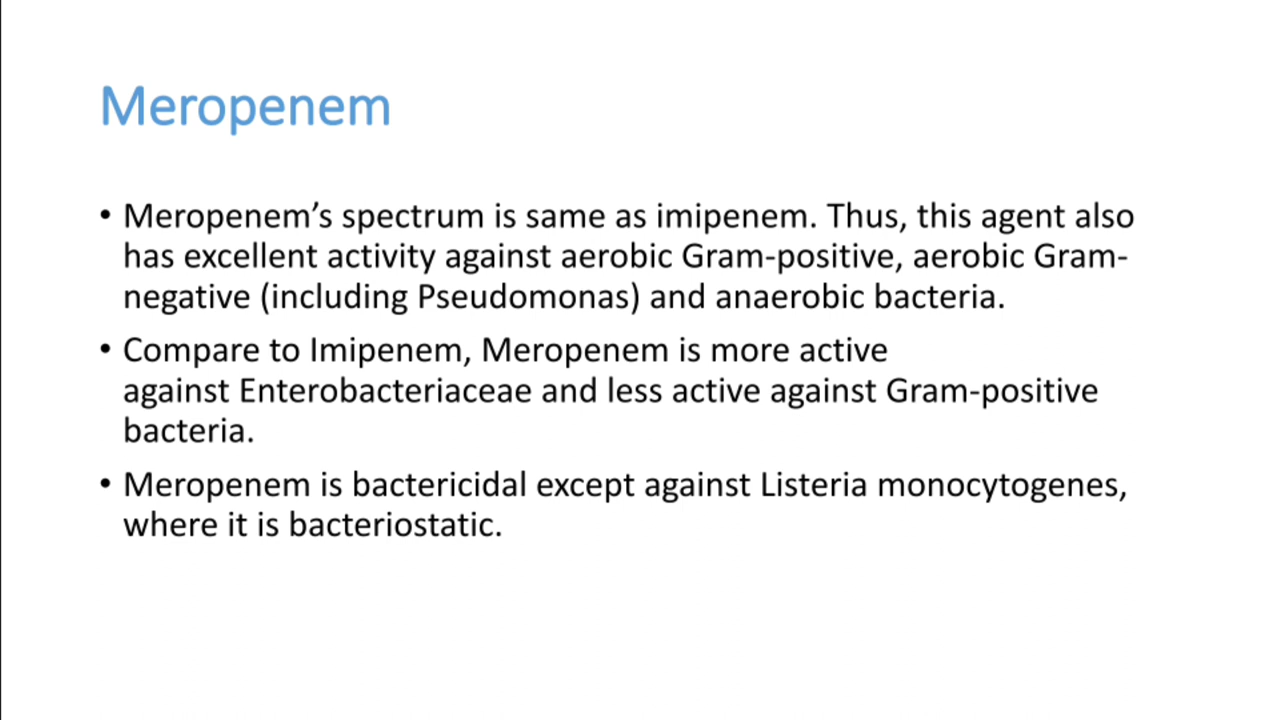 Meropenem
• Meropenem’s spectrum is same as imipenem. Thus, this agent also
has excellent activity against aerobic Gram-positive, aerobic Gram-
negative (including Pseudomonas) and anaerobic bacteria.
• Compare to Imipenem, Meropenem is more active
against Enterobacteriaceae and less active against Gram-positive
bacteria.
• Meropenem is bactericidal except against Listeria monocytogenes,
where it is bacteriostatic.